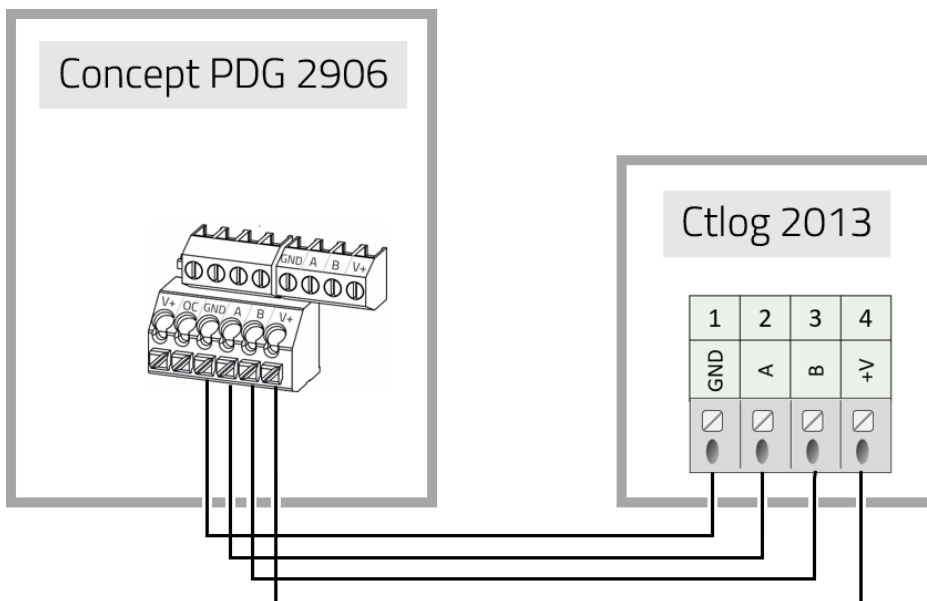 Concept PDG 2906
GND A B V+
V+ OC GND A B V+
Ctlog 2013
1 2 3 4
GND A B +V